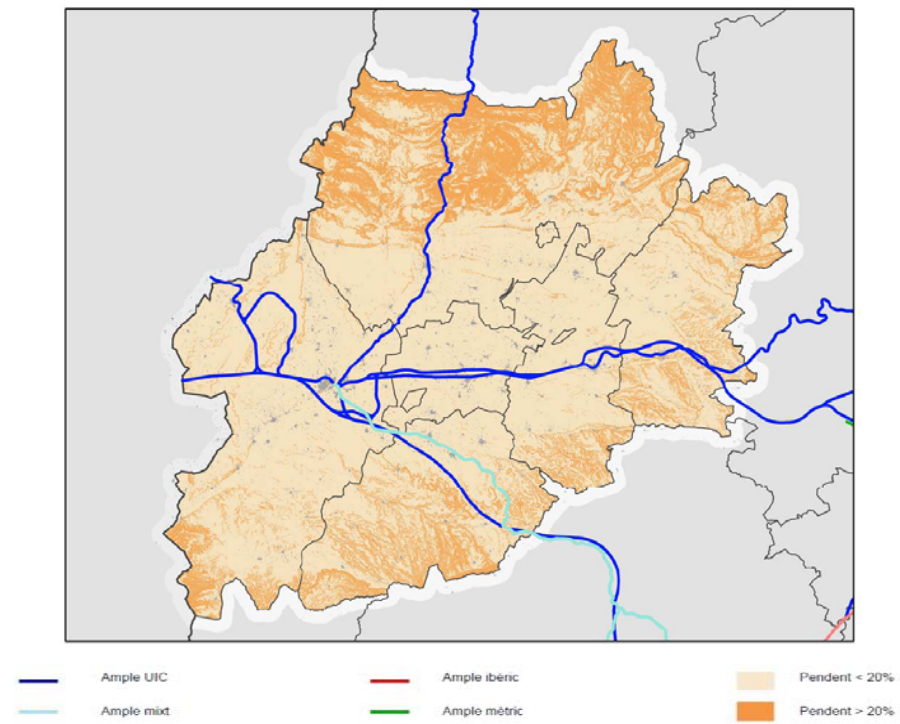 Ample UIC
Ample ibèric
Pendent < 20%
Ample mixt
Ample mètric
Pendent > 20%